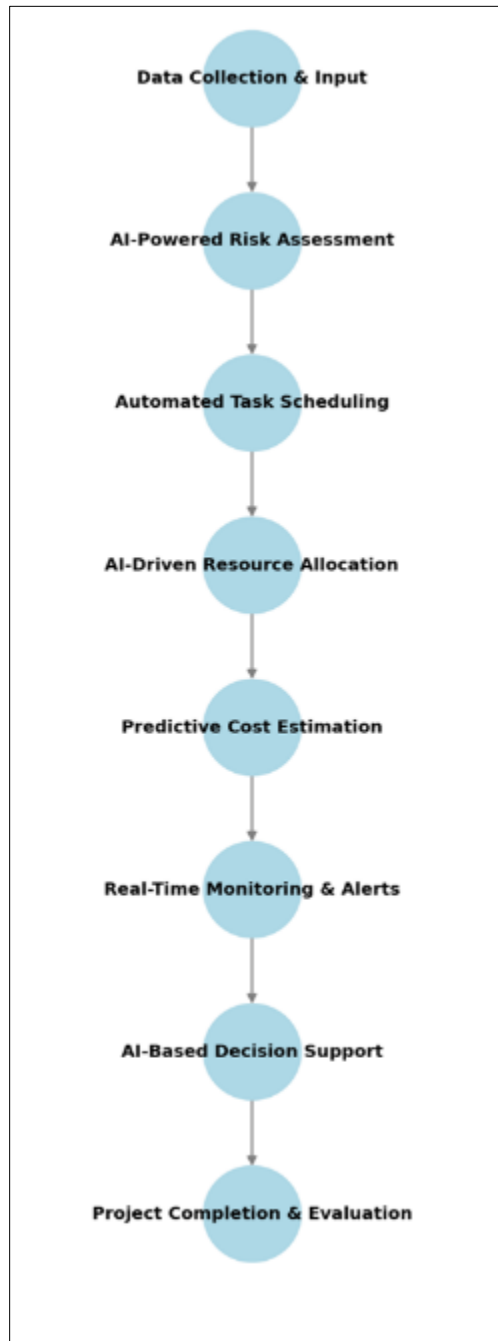 Data Collection & Input
AI-Powered Risk Assessment
Automated Task Scheduling
AI-Driven Resource Allocation
Predictive Cost Estimation
Real-Time Monitoring & Alerts
AI-Based Decision Support
Project Completion & Evaluation